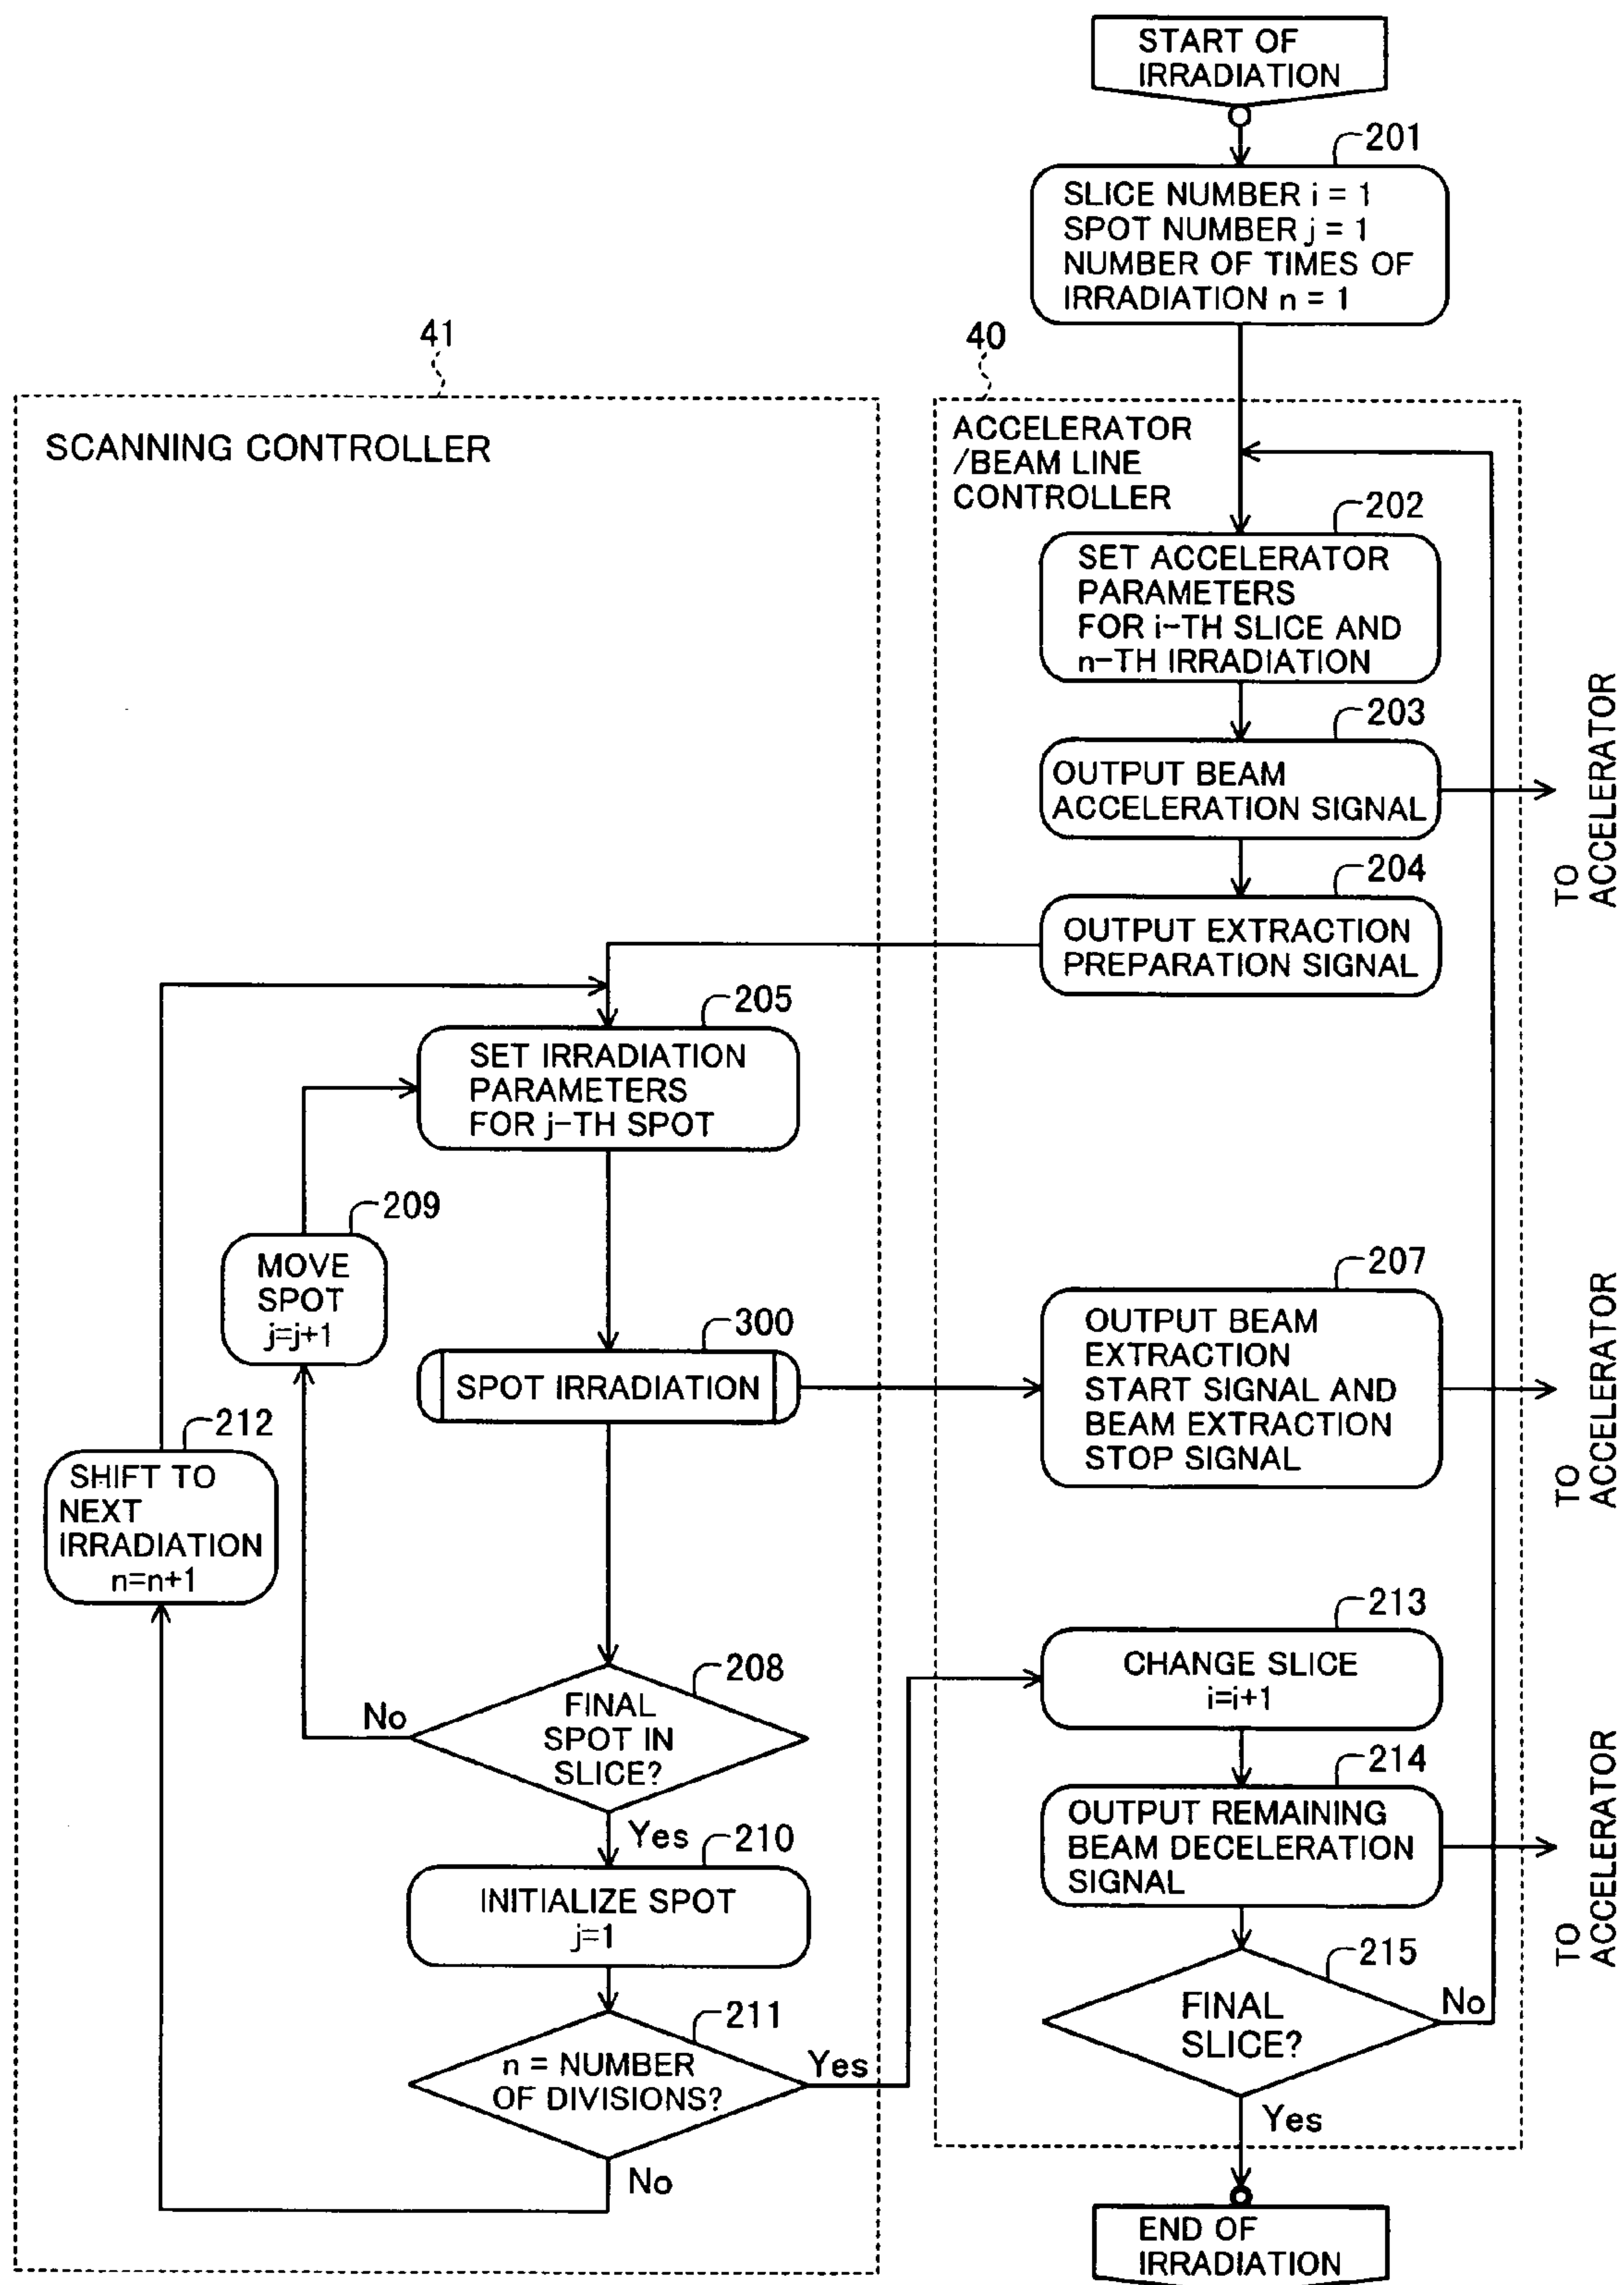 START OF
IRRADIATION
201
SLICE NUMBER i = 1
SPOT NUMBER j = 1
NUMBER OF TIMES OF
IRRADIATION n = 1
41
40
SCANNING CONTROLLER
ACCELERATOR
/BEAM LINE
CONTROLLER
202
SET ACCELERATOR
PARAMETERS
FOR i-TH SLICE AND
n-TH IRRADIATION
203
OUTPUT BEAM
ACCELERATION SIGNAL
TO
ACCELERATOR
204
OUTPUT EXTRACTION
PREPARATION SIGNAL
205
SET IRRADIATION
PARAMETERS
FOR j-TH SPOT
209
MOVE
SPOT
j=j+1
300
SPOT IRRADIATION
207
OUTPUT BEAM
EXTRACTION
START SIGNAL AND
BEAM EXTRACTION
STOP SIGNAL
TO
ACCELERATOR
212
SHIFT TO
NEXT
IRRADIATION
n=n+1
208
FINAL
SPOT IN
SLICE?
No
Yes
210
INITIALIZE SPOT
j=1
211
n = NUMBER
OF DIVISIONS?
Yes
No
213
CHANGE SLICE
i=i+1
214
OUTPUT REMAINING
BEAM DECELERATION
SIGNAL
TO
ACCELERATOR
215
FINAL
SLICE?
No
Yes
END OF
IRRADIATION